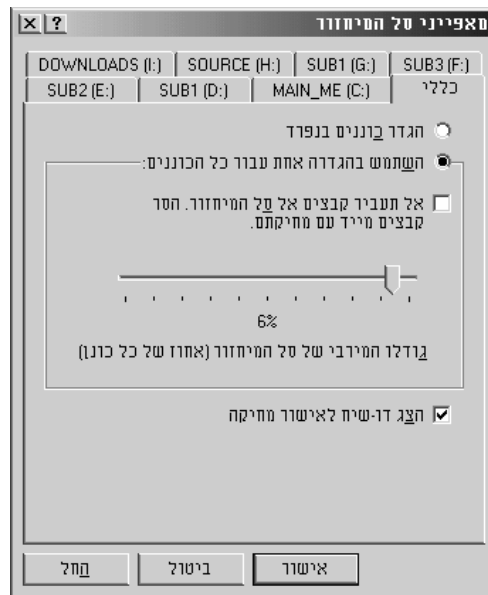 מאפייני סל המיחזור
DOWNLOADS (I:) SOURCE (H:) SUB1 (G:) SUB3 (F:)
SUB2 (E:) SUB1 (D:) MAIN_ME (C:) כללי
הגדר כוננים בנפרד
השתמש בהגדרה אחת עבור כל הכוננים:
אל תעביר קבצים אל סל המיחזור. הסר
קבצים מייד עם מחיקתם.
6%
גודלו המירבי של סל המיחזור (אחוז של כל כונן)
הצג דו-שיח לאישור מחיקה
אישור ביטול החל